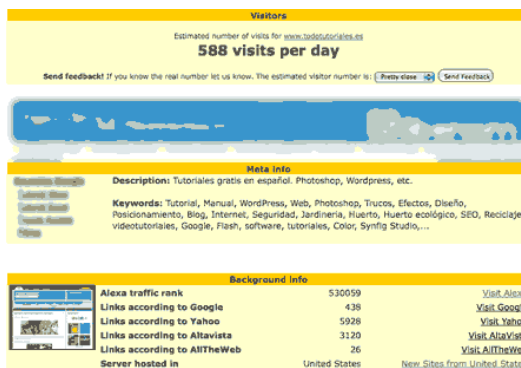 Visitors
Estimated number of visits for www.todotutoriales.es
588 visits per day
Send feedback! If you know the real number let us know. The estimated visitor number is: Pretty close Send Feedback
Meta info
Description: Tutoriales gratis en español. Photoshop, Wordpress, etc.
Keywords: Tutorial, Manual, WordPress, Web, Photoshop, Trucos, Efectos, Diseño,
Posicionamiento, Blog, Internet, Seguridad, Jardinería, Huerto, Huerto ecológico, SEO, Reciclaje
videotutoriales, Google, Flash, software, tutoriales, Color, Synfig Studio,...
Background info
Alexa traffic rank 530059 Visit Alex
Links according to Google 438 Visit Googl
Links according to Yahoo 5928 Visit Yaho
Links according to Altavista 3120 Visit AltaVist
Links according to AllTheWeb 26 Visit AllTheWe
Server hosted in United States New Sites from United State